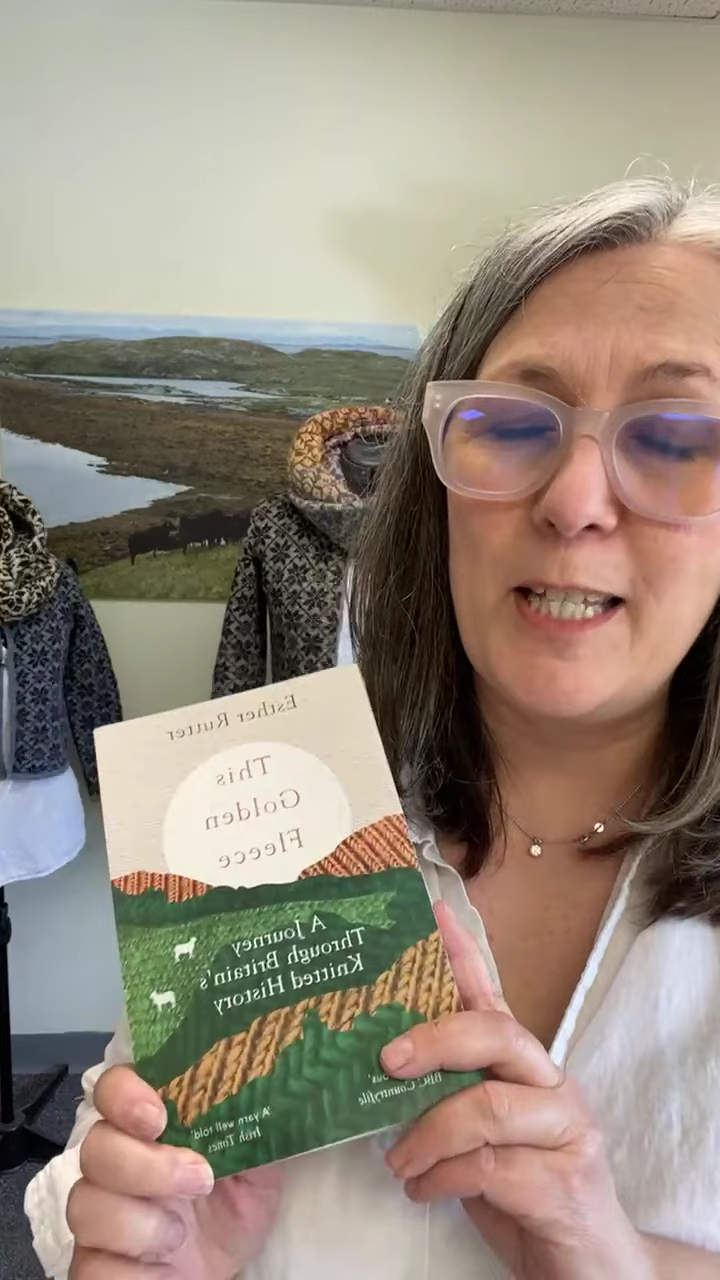 Esther Rutter
This
Golden
Fleece
A Journey
Through Britain's
Knitted History
BBC Countryfile
'A yarn well told'
Irish Times